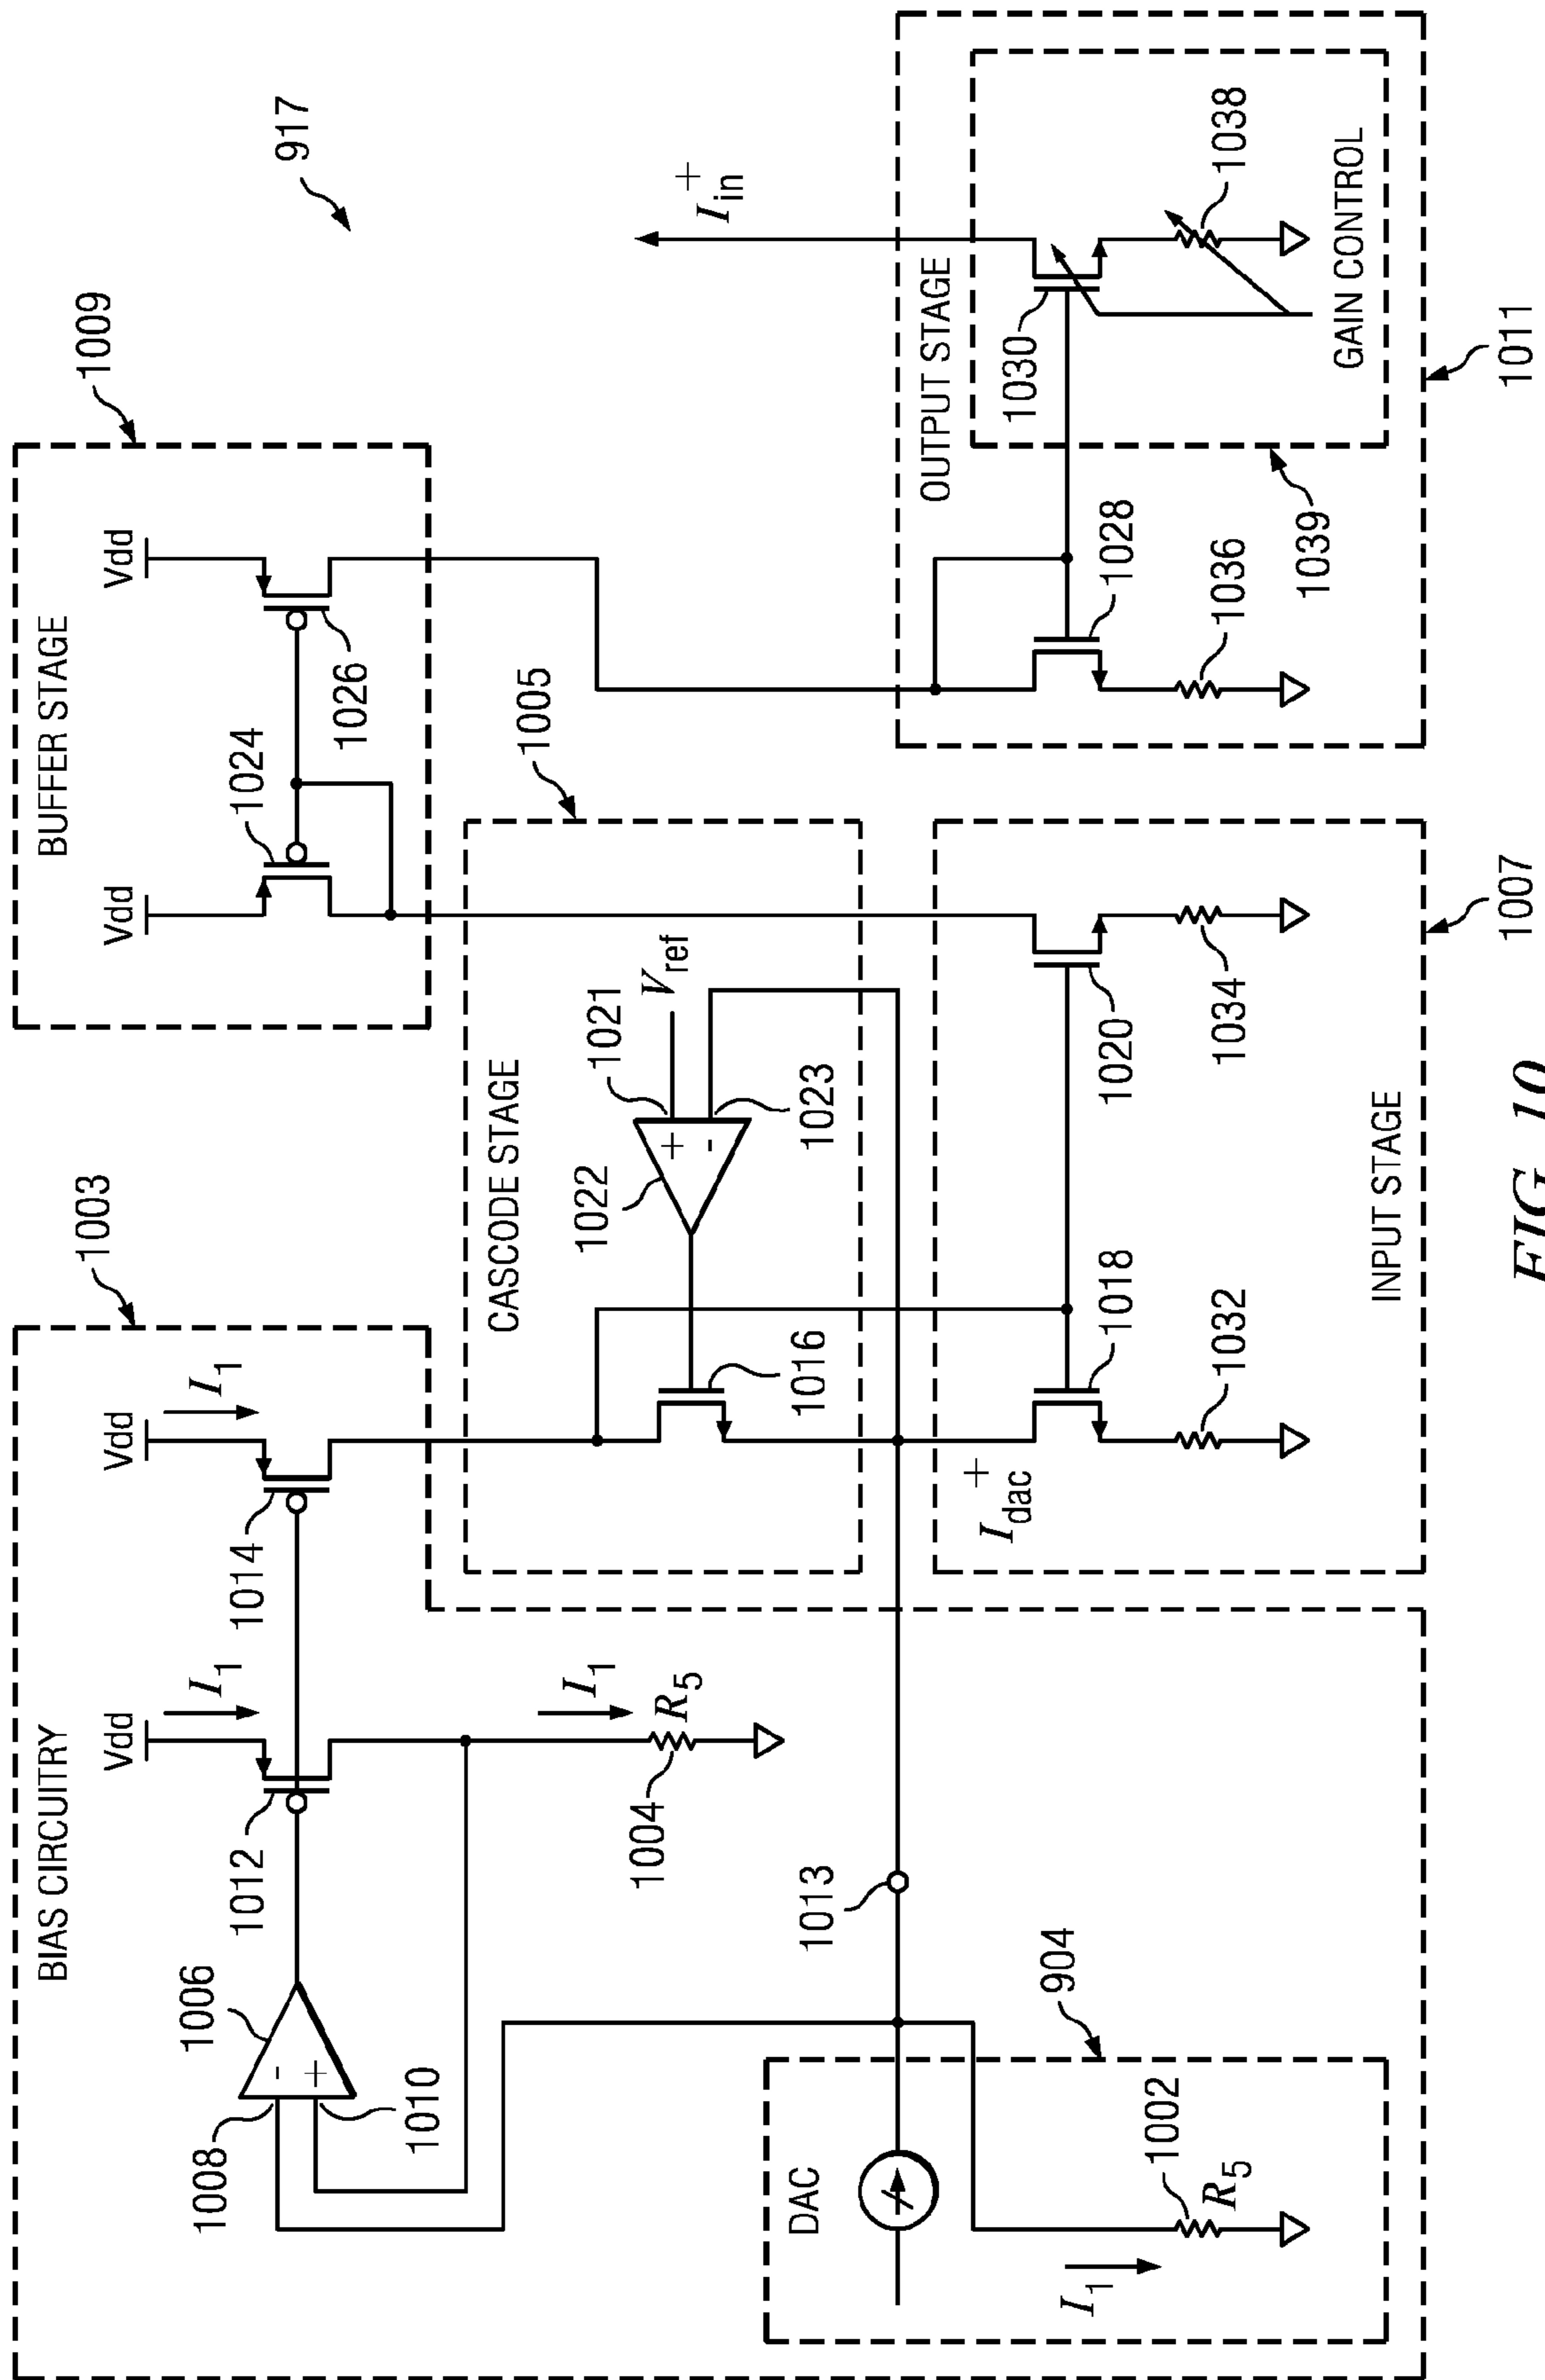 917
BIAS CIRCUITRY
1003
BUFFER STAGE
1009
Vdd
Vdd
Vdd
Vdd
I1
I1
1006
1008
-
+
1010
1012
1014
1024
1026
I1
R5
1004
CASCODE STAGE
1005
1022
1021
+
-
1023
Vref
1016
1013
904
DAC
1002
R5
I1
I+dac
1018
1032
1020
1034
INPUT STAGE
1007
OUTPUT STAGE
I+in
1028
1036
1030
1038
1039
GAIN CONTROL
1011
FIG. 10